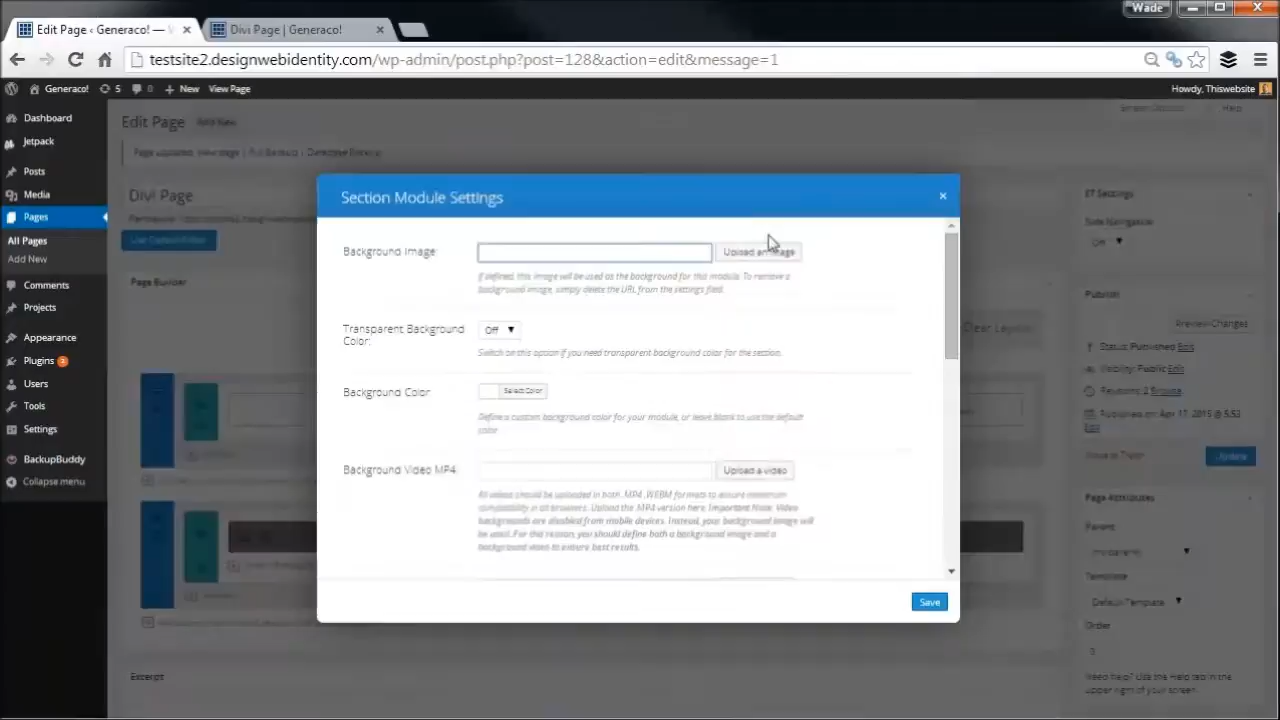 Wade
Edit Page ‹ Generaco! —
Divi Page | Generaco!
testsite2.designwebidentity.com/wp-admin/post.php?post=128&action=edit&message=1
Generaco! 5 0 New View Page
Howdy, Thiswebsite
Dashboard
Jetpack
Posts
Media
Pages
All Pages
Add New
Comments
Projects
Appearance
Plugins 3
Users
Tools
Settings
BackupBuddy
Collapse menu
Edit Page Add New
Help
Divi Page
Page Builder
Clear Layout
Excerpt
Section Module Settings
×
Background Image:
Upload an image
If defined, this image will be used as the background for this module. To remove a
background image, simply delete the URL from the settings field.
Transparent Background
Color:
Off
Switch on this option if you need transparent background color for the section.
Background Color
Select Color
Define a custom background color for your module, or leave blank to use the default
color.
Background Video MP4:
Upload a video
All videos should be uploaded in both .MP4 .WEBM formats to ensure maximum
compatibility in all browsers. Upload the .MP4 version here. Important Note: Video
backgrounds are disabled from mobile devices. Instead, your background image will
be used. For this reason, you should define both a background image and a
background video to ensure best results.
Save
ET Settings
Side Navigation:
Off
Publish
Preview Changes
Status: Published Edit
Visibility: Public Edit
Revisions: 2 Browse
Published on: Apr 17, 2015 @ 5:53
Edit
Move to Trash
Update
Page Attributes
Parent
(no parent)
Template
Default Template
Order
Need help? Use the Help tab in the
upper right of your screen.